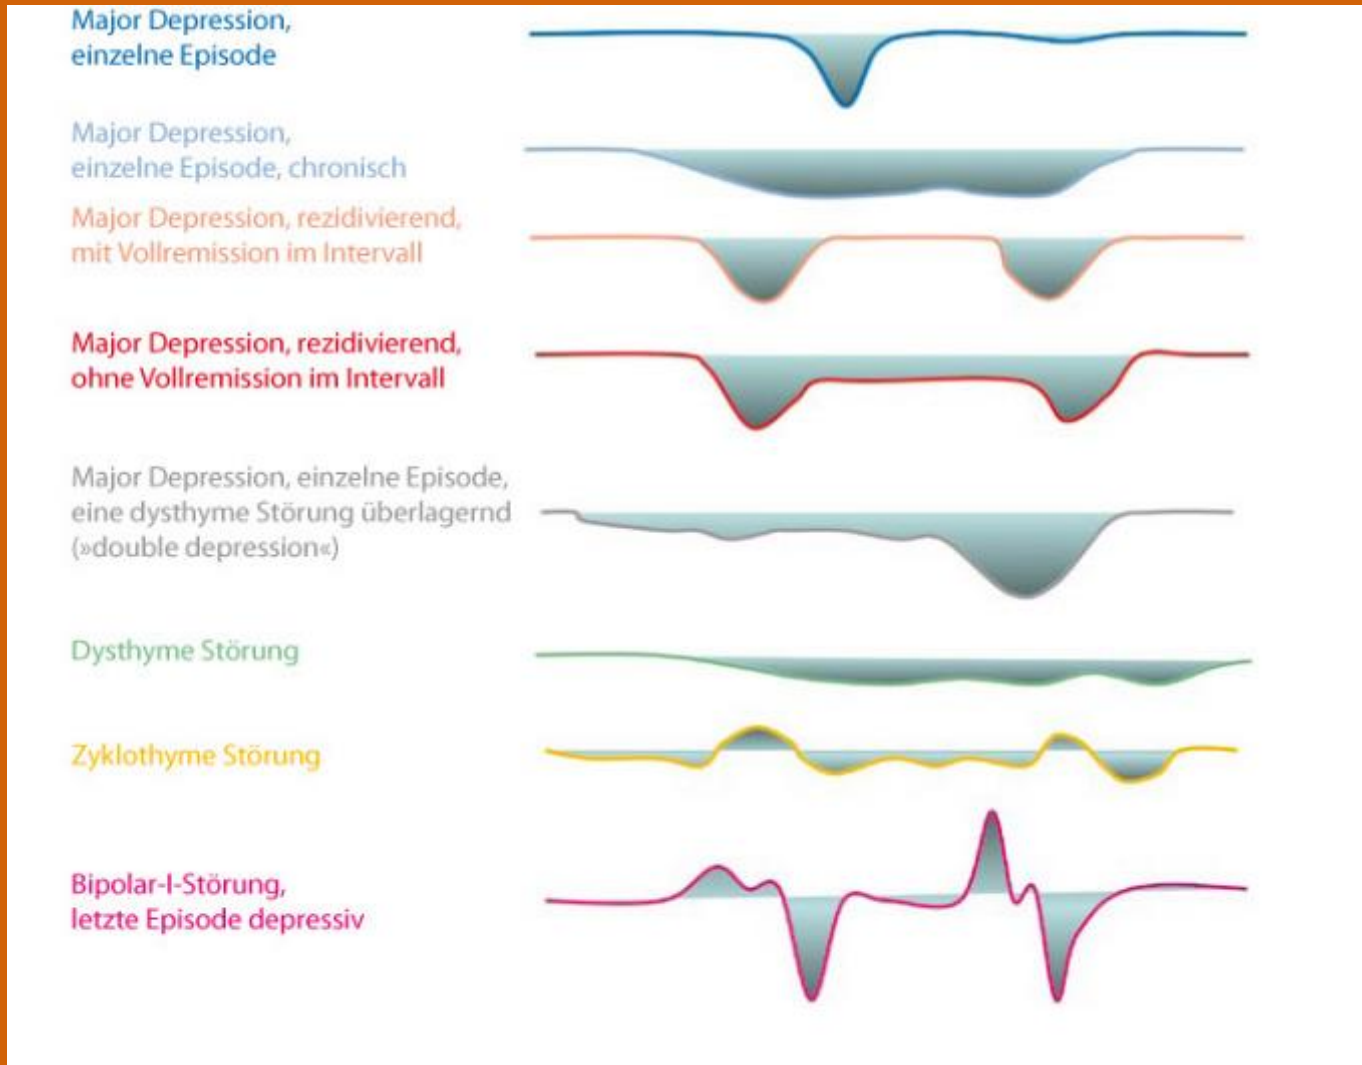 Major Depression,
einzelne Episode
Major Depression,
einzelne Episode, chronisch
Major Depression, rezidivierend,
mit Vollremission im Intervall
Major Depression, rezidivierend,
ohne Vollremission im Intervall
Major Depression, einzelne Episode,
eine dysthyme Störung überlagernd
(»double depression«)
Dysthyme Störung
Zyklothyme Störung
Bipolar-I-Störung,
letzte Episode depressiv